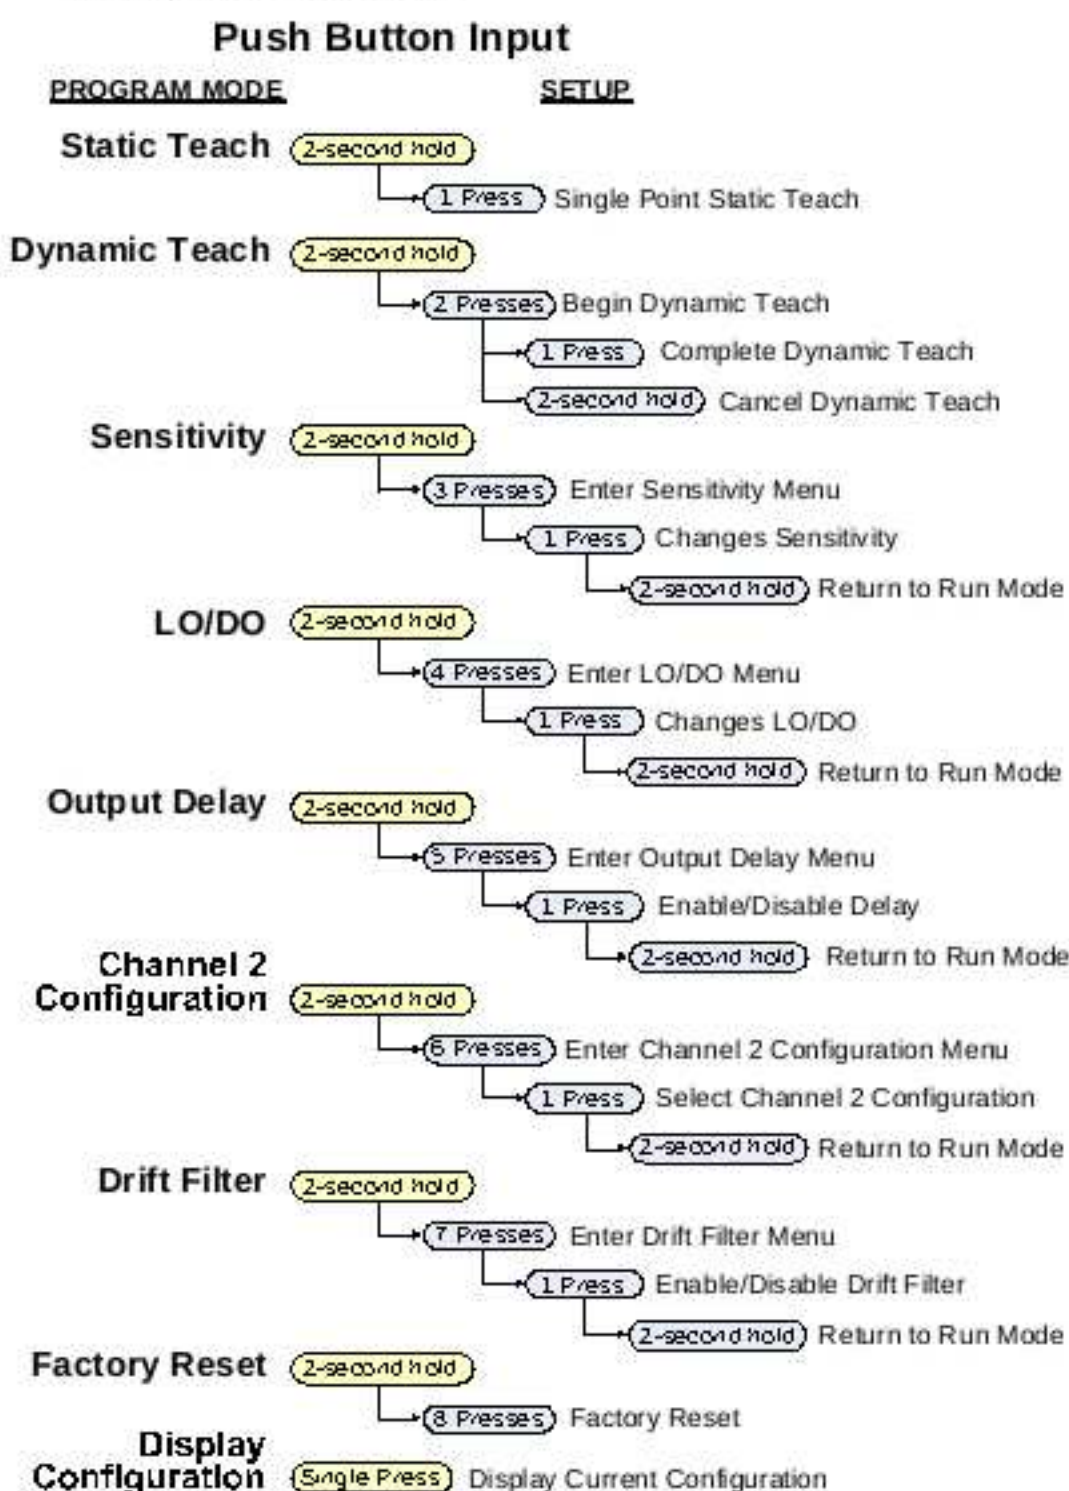 Push Button Input
PROGRAM MODE SETUP
Static Teach 2-second hold
1 Press Single Point Static Teach
Dynamic Teach 2-second hold
2 Presses Begin Dynamic Teach
1 Press Complete Dynamic Teach
2-second hold Cancel Dynamic Teach
Sensitivity 2-second hold
3 Presses Enter Sensitivity Menu
1 Press Changes Sensitivity
2-second hold Return to Run Mode
LO/DO 2-second hold
4 Presses Enter LO/DO Menu
1 Press Changes LO/DO
2-second hold Return to Run Mode
Output Delay 2-second hold
5 Presses Enter Output Delay Menu
1 Press Enable/Disable Delay
2-second hold Return to Run Mode
Channel 2
Configuration 2-second hold
6 Presses Enter Channel 2 Configuration Menu
1 Press Select Channel 2 Configuration
2-second hold Return to Run Mode
Drift Filter 2-second hold
7 Presses Enter Drift Filter Menu
1 Press Enable/Disable Drift Filter
2-second hold Return to Run Mode
Factory Reset 2-second hold
8 Presses Factory Reset
Display
Configuration Single Press Display Current Configuration